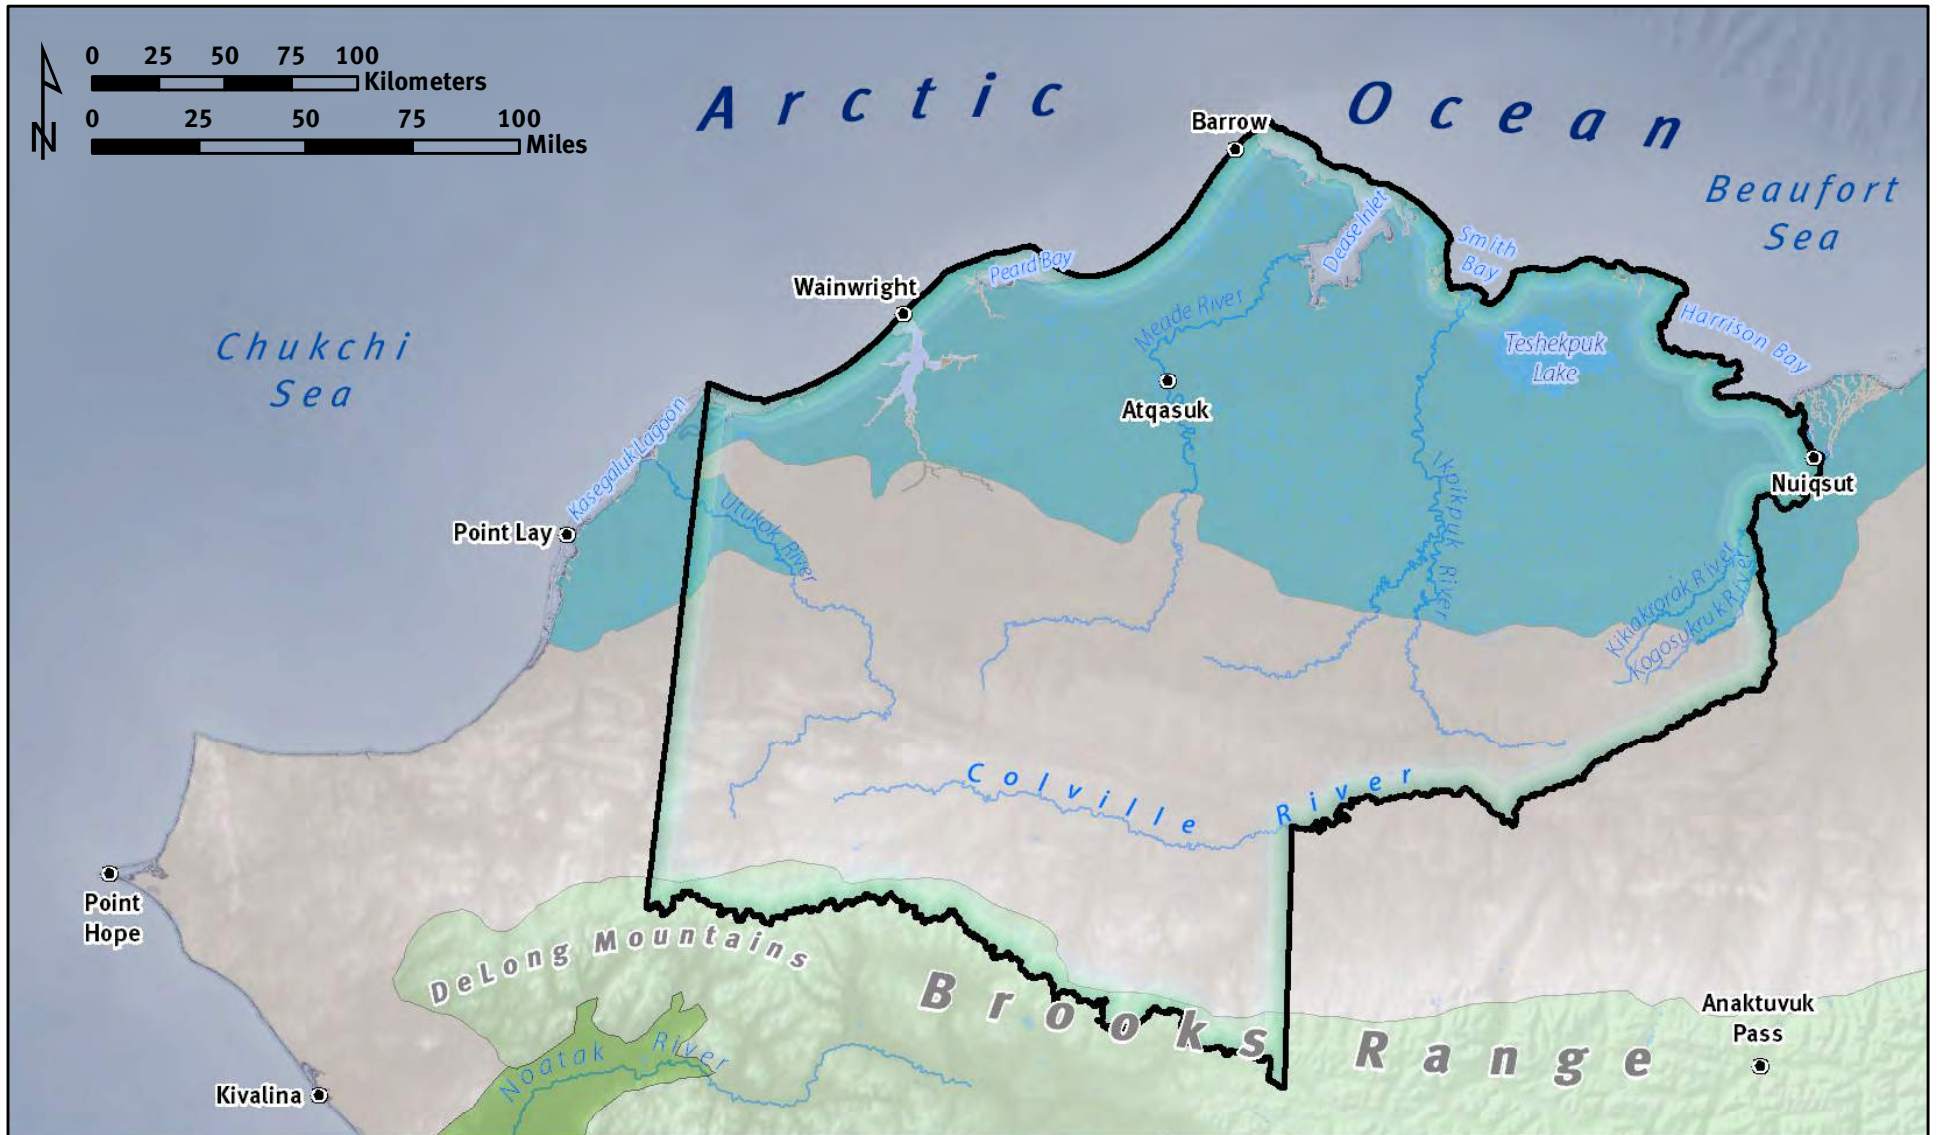 0 25 50 75 100
Kilometers
0 25 50 75 100
Miles
N
Arctic Ocean
Barrow
Beaufort
Sea
Dease Inlet
Smith
Bay
Peard Bay
Wainwright
Meade River
Harrison Bay
Chukchi
Sea
Teshekpuk
Lake
Atqasuk
Kasegaluk Lagoon
Nuiqsut
Ikpikpuk River
Utukok River
Point Lay
Kikiakrorak River
Kogosukruk River
Colville River
Point
Hope
DeLong Mountains
Brooks Range
Anaktuvuk
Pass
Noatak River
Kivalina